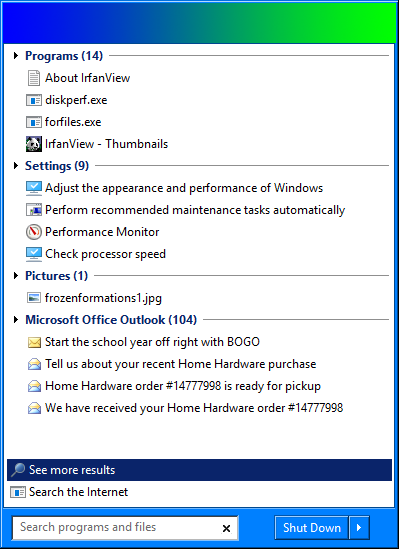 Programs (14)
About IrfanView
diskperf.exe
forfiles.exe
IrfanView - Thumbnails
Settings (9)
Adjust the appearance and performance of Windows
Perform recommended maintenance tasks automatically
Performance Monitor
Check processor speed
Pictures (1)
frozenformations1.jpg
Microsoft Office Outlook (104)
Start the school year off right with BOGO
Tell us about your recent Home Hardware purchase
Home Hardware order #14777998 is ready for pickup
We have received your Home Hardware order #14777998
See more results
Search the Internet
Search programs and files
Shut Down